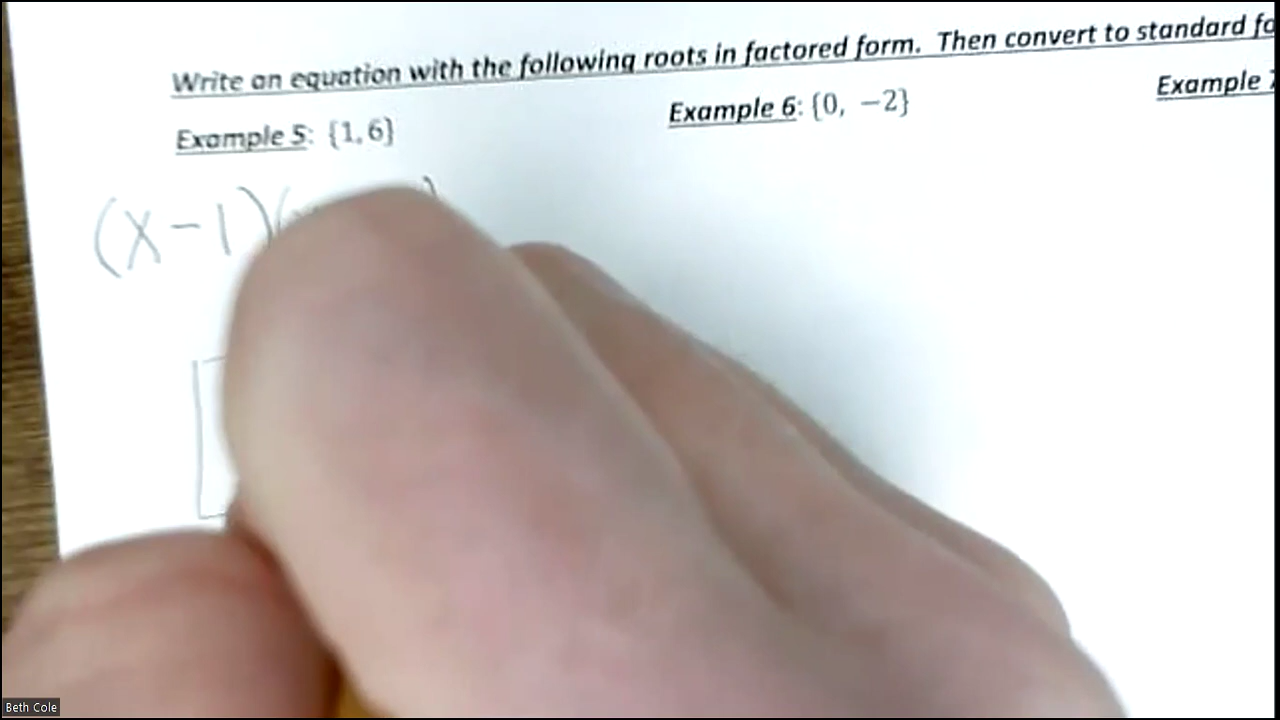 Write an equation with the following roots in factored form. Then convert to standard fo
Example 5: {1, 6}
Example 6: {0, −2}
Example 7
(x − 1)(
Beth Cole